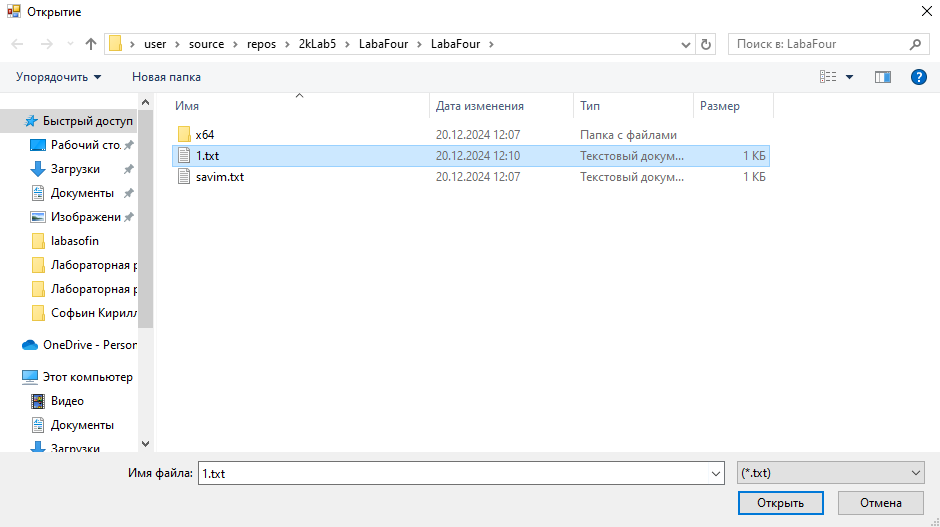 Открытие
user › source › repos › 2kLab5 › LabaFour › LabaFour ›
Поиск в: LabaFour
Упорядочить
Новая папка
Имя
Дата изменения
Тип
Размер
Быстрый доступ
Рабочий сто.
Загрузки
Документы
Изображени
labasofin
Лабораторная р
Лабораторная р
Софьин Кирилл
OneDrive - Person
Этот компьютер
Видео
Документы
Загрузки
x64 20.12.2024 12:07 Папка с файлами
1.txt 20.12.2024 12:10 Текстовый докум... 1 КБ
savim.txt 20.12.2024 12:07 Текстовый докум... 1 КБ
Имя файла: 1.txt
(*.txt)
Открыть
Отмена